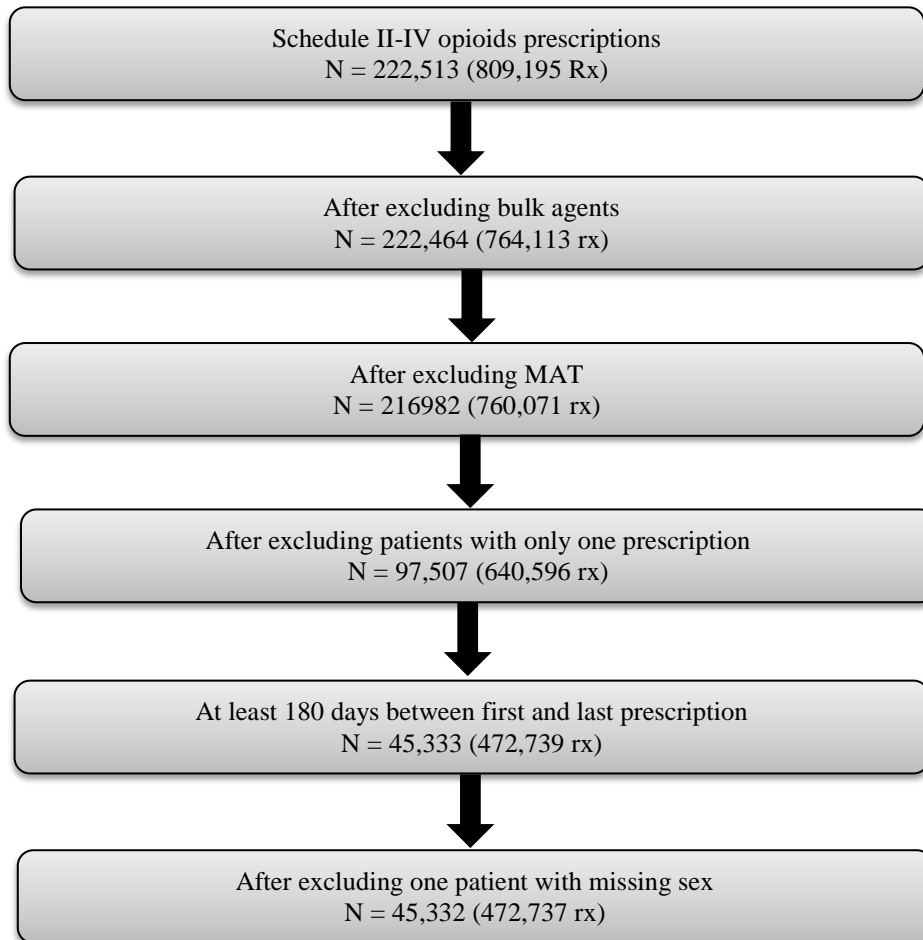 Schedule II-IV opioids prescriptions
N = 222,513 (809,195 Rx)
After excluding bulk agents
N = 222,464 (764,113 rx)
After excluding MAT
N = 216982 (760,071 rx)
After excluding patients with only one prescription
N = 97,507 (640,596 rx)
At least 180 days between first and last prescription
N = 45,333 (472,739 rx)
After excluding one patient with missing sex
N = 45,332 (472,737 rx)